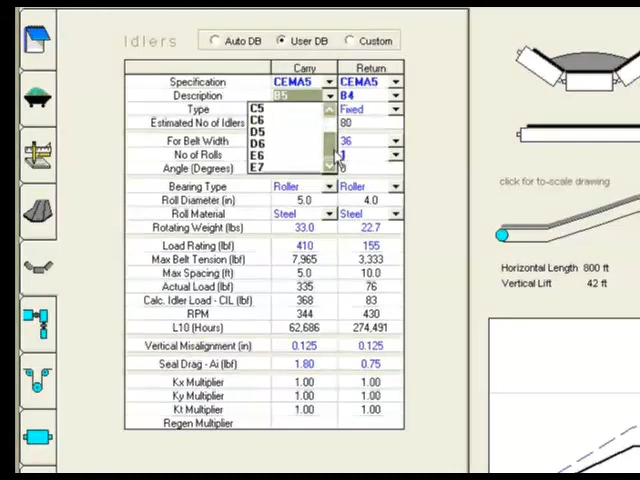 Idlers Auto DB User DB Custom
Carry Return
Specification CEMA5 CEMA5
Description B5 B4
C5
Type Fixed
C6
Estimated No of Idlers 80
D5
For Belt Width D6 36
No of Rolls E6
Angle (Degrees) E7 0
Bearing Type Roller Roller
Roll Diameter (in) 5.0 4.0
Roll Material Steel Steel
Rotating Weight (lbs) 33.0 22.7
Load Rating (lbf) 410 155
Max Belt Tension (lbf) 7,965 3,333
Max Spacing (ft) 5.0 10.0
Actual Load (lbf) 335 76
Calc. Idler Load - CIL (lbf) 368 83
RPM 344 430
L10 (Hours) 62,686 274,491
Vertical Misalignment (in) 0.125 0.125
Seal Drag - Ai (lbf) 1.80 0.75
Kx Multiplier 1.00 1.00
Ky Multiplier 1.00 1.00
Kt Multiplier 1.00 1.00
Regen Multiplier
click for to-scale drawing
Horizontal Length 800 ft
Vertical Lift 42 ft